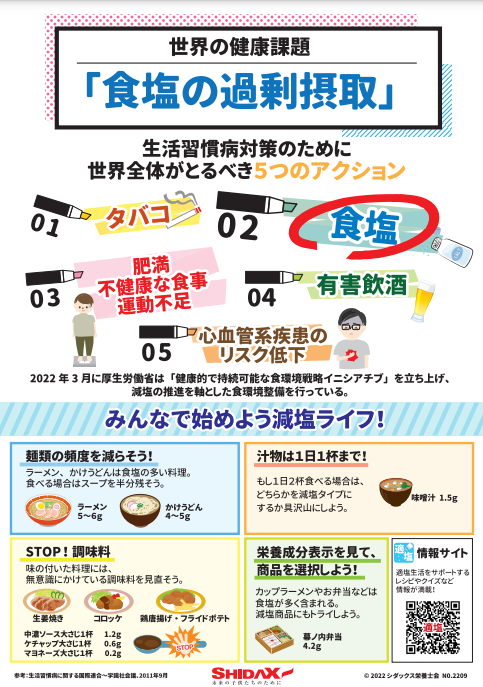 世界の健康課題
「食塩の過剰摂取」
生活習慣病対策のために
世界全体がとるべき5つのアクション
01 タバコ
02 食塩
03 肥満
不健康な食事
運動不足
04 有害飲酒
05 心血管系疾患の
リスク低下
2022年3月に厚生労働省は「健康的で持続可能な食環境戦略イニシアチブ」を立ち上げ、
減塩の推進を軸とした食環境整備を行っている。
みんなで始めよう減塩ライフ！
麺類の頻度を減らそう！
ラーメン、かけうどんは食塩の多い料理。
食べる場合はスープを半分残そう。
ラーメン
5～6g
かけうどん
4～5g
汁物は1日1杯まで！
もし1日2杯食べる場合は、
どちらかを減塩タイプに
するか具沢山にしよう。
味噌汁 1.5g
STOP！調味料
味の付いた料理には、
無意識にかけている調味料を見直そう。
生姜焼き
コロッケ
鶏唐揚げ・フライドポテト
中濃ソース大さじ1杯 1.2g
ケチャップ大さじ1杯 0.6g
マヨネーズ大さじ1杯 0.2g
STOP
栄養成分表示を見て、
商品を選択しよう！
カップラーメンやお弁当などは
食塩が多く含まれる。
減塩商品にもトライしよう。
幕ノ内弁当
4.2g
適塩 情報サイト
適塩生活をサポートする
レシピやクイズなど
情報が満載！
適塩
参考：生活習慣病に関する国際連合ハイ学術社会議、2011年9月
SHIDAX
未来の子供たちのために
© 2022 シダックス栄養士会 NO.2209